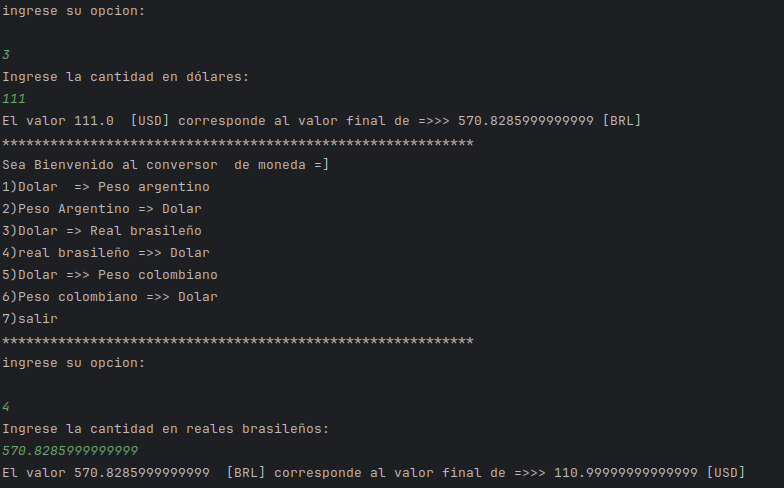 ingrese su opcion:
3
Ingrese la cantidad en dólares:
111
El valor 111.0  [USD] corresponde al valor final de =>>> 570.8285999999999 [BRL]
***********************************************************
Sea Bienvenido al conversor  de moneda =]
1)Dolar  => Peso argentino
2)Peso Argentino => Dolar
3)Dolar => Real brasileño
4)real brasileño =>> Dolar
5)Dolar =>> Peso colombiano
6)Peso colombiano =>> Dolar
7)salir
***********************************************************
ingrese su opcion:
4
Ingrese la cantidad en reales brasileños:
570.8285999999999
El valor 570.8285999999999  [BRL] corresponde al valor final de =>>> 110.99999999999999 [USD]